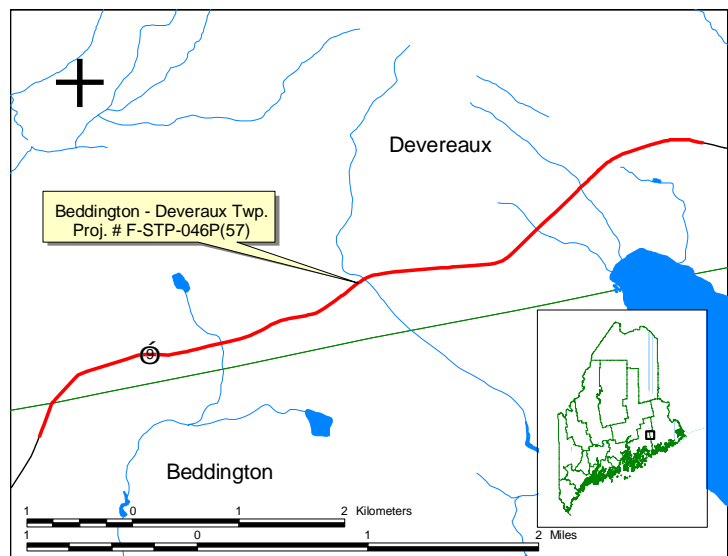 Devereaux
Beddington - Deveraux Twp.
Proj. # F-STP-046P(57)
9
Beddington
1 0 1 2 Kilometers
1 0 1 2 Miles